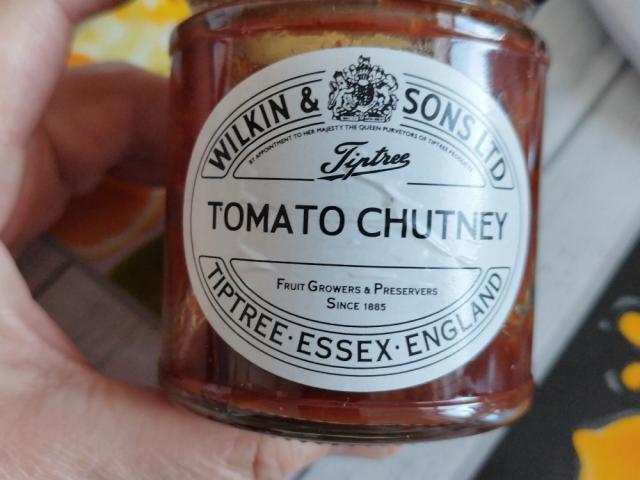 WILKIN & SONS LTD
BY APPOINTMENT TO HER MAJESTY THE QUEEN PURVEYORS OF TIPTREE PRODUCTS
Tiptree
TOMATO CHUTNEY
FRUIT GROWERS & PRESERVERS
SINCE 1885
TIPTREE · ESSEX · ENGLAND